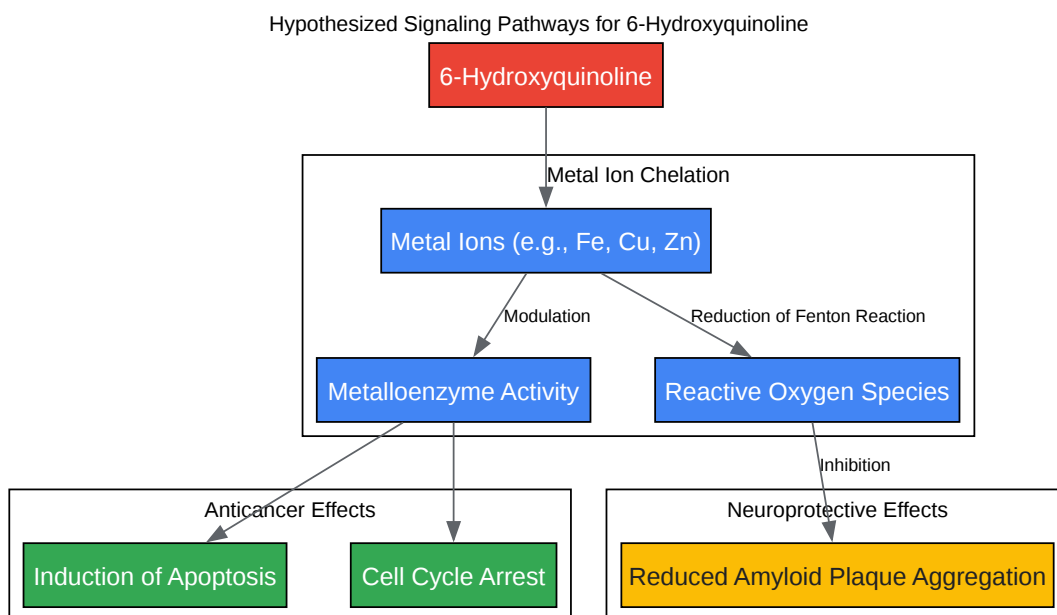 Hypothesized Signaling Pathways for 6-Hydroxyquinoline
6-Hydroxyquinoline
Metal Ion Chelation
Metal Ions (e.g., Fe, Cu, Zn)
Modulation
Reduction of Fenton Reaction
Metalloenzyme Activity
Reactive Oxygen Species
Inhibition
Anticancer Effects
Neuroprotective Effects
Induction of Apoptosis
Cell Cycle Arrest
Reduced Amyloid Plaque Aggregation